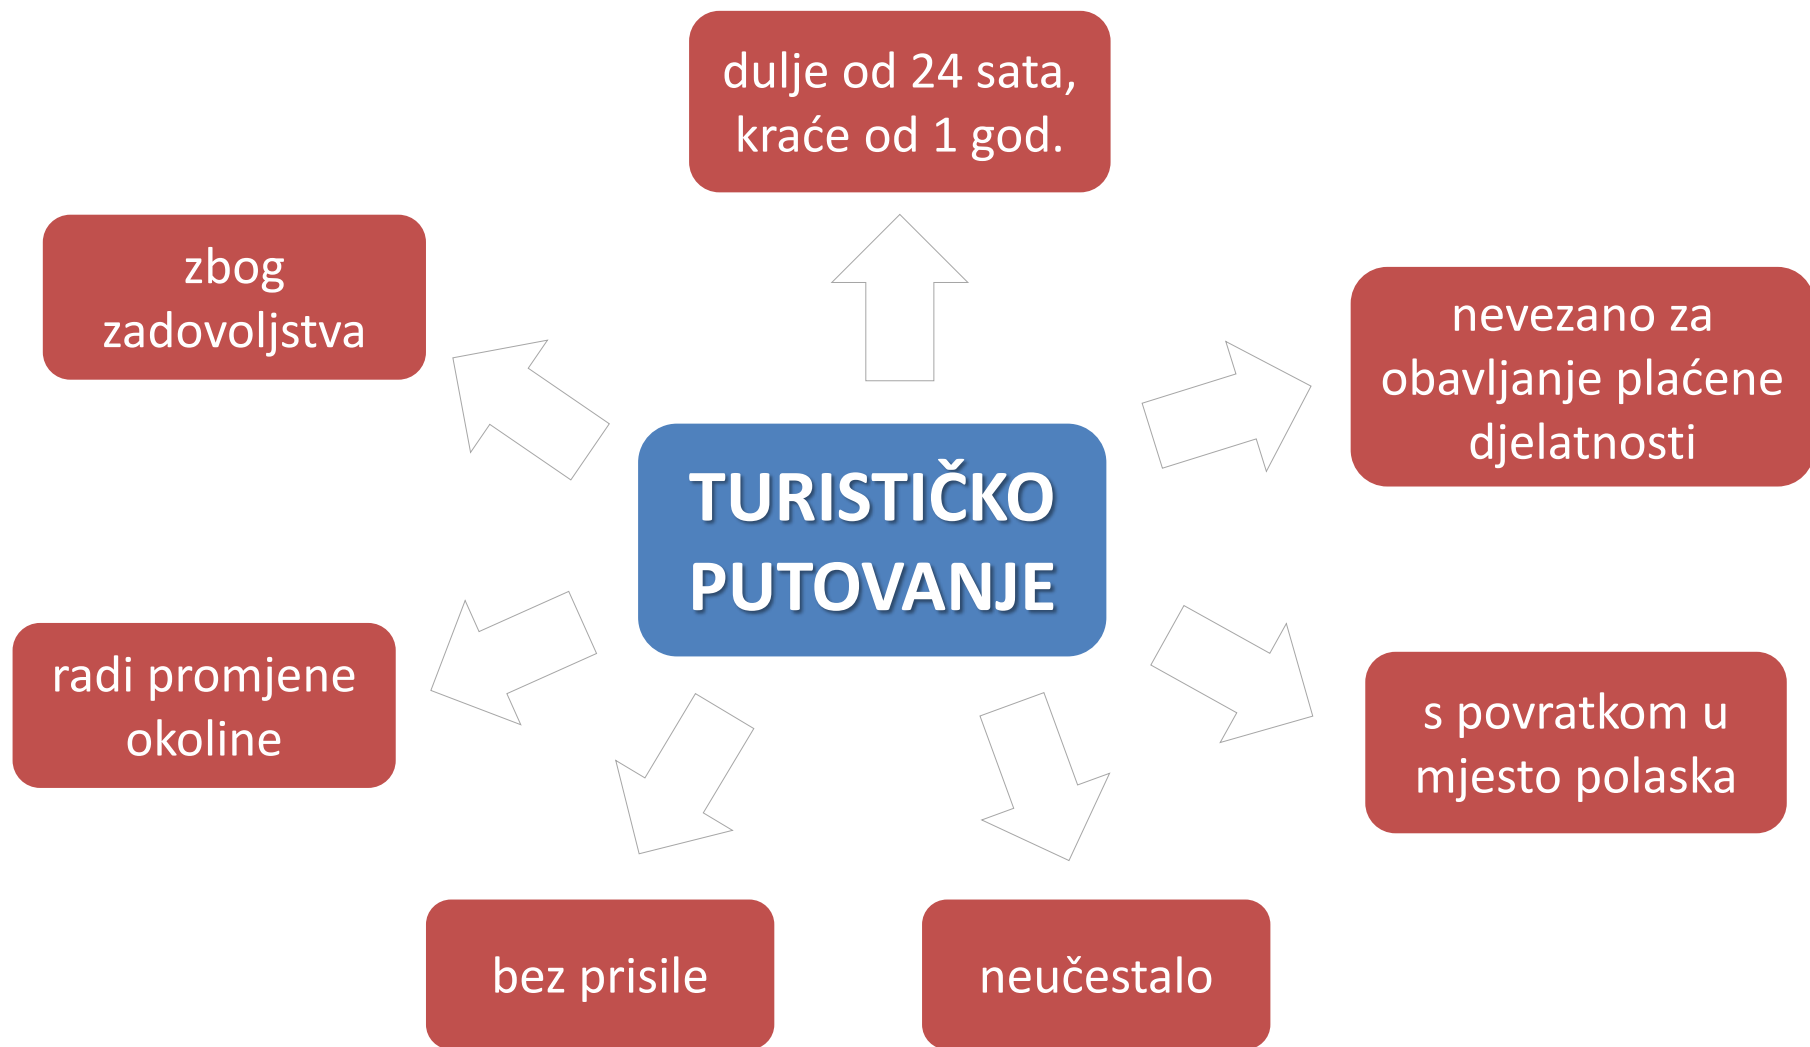 dulje od 24 sata,
kraće od 1 god.
zbog
zadovoljstva
nevezano za
obavljanje plaćene
djelatnosti
TURISTIČKO
PUTOVANJE
radi promjene
okoline
s povratkom u
mjesto polaska
bez prisile
neučestalo